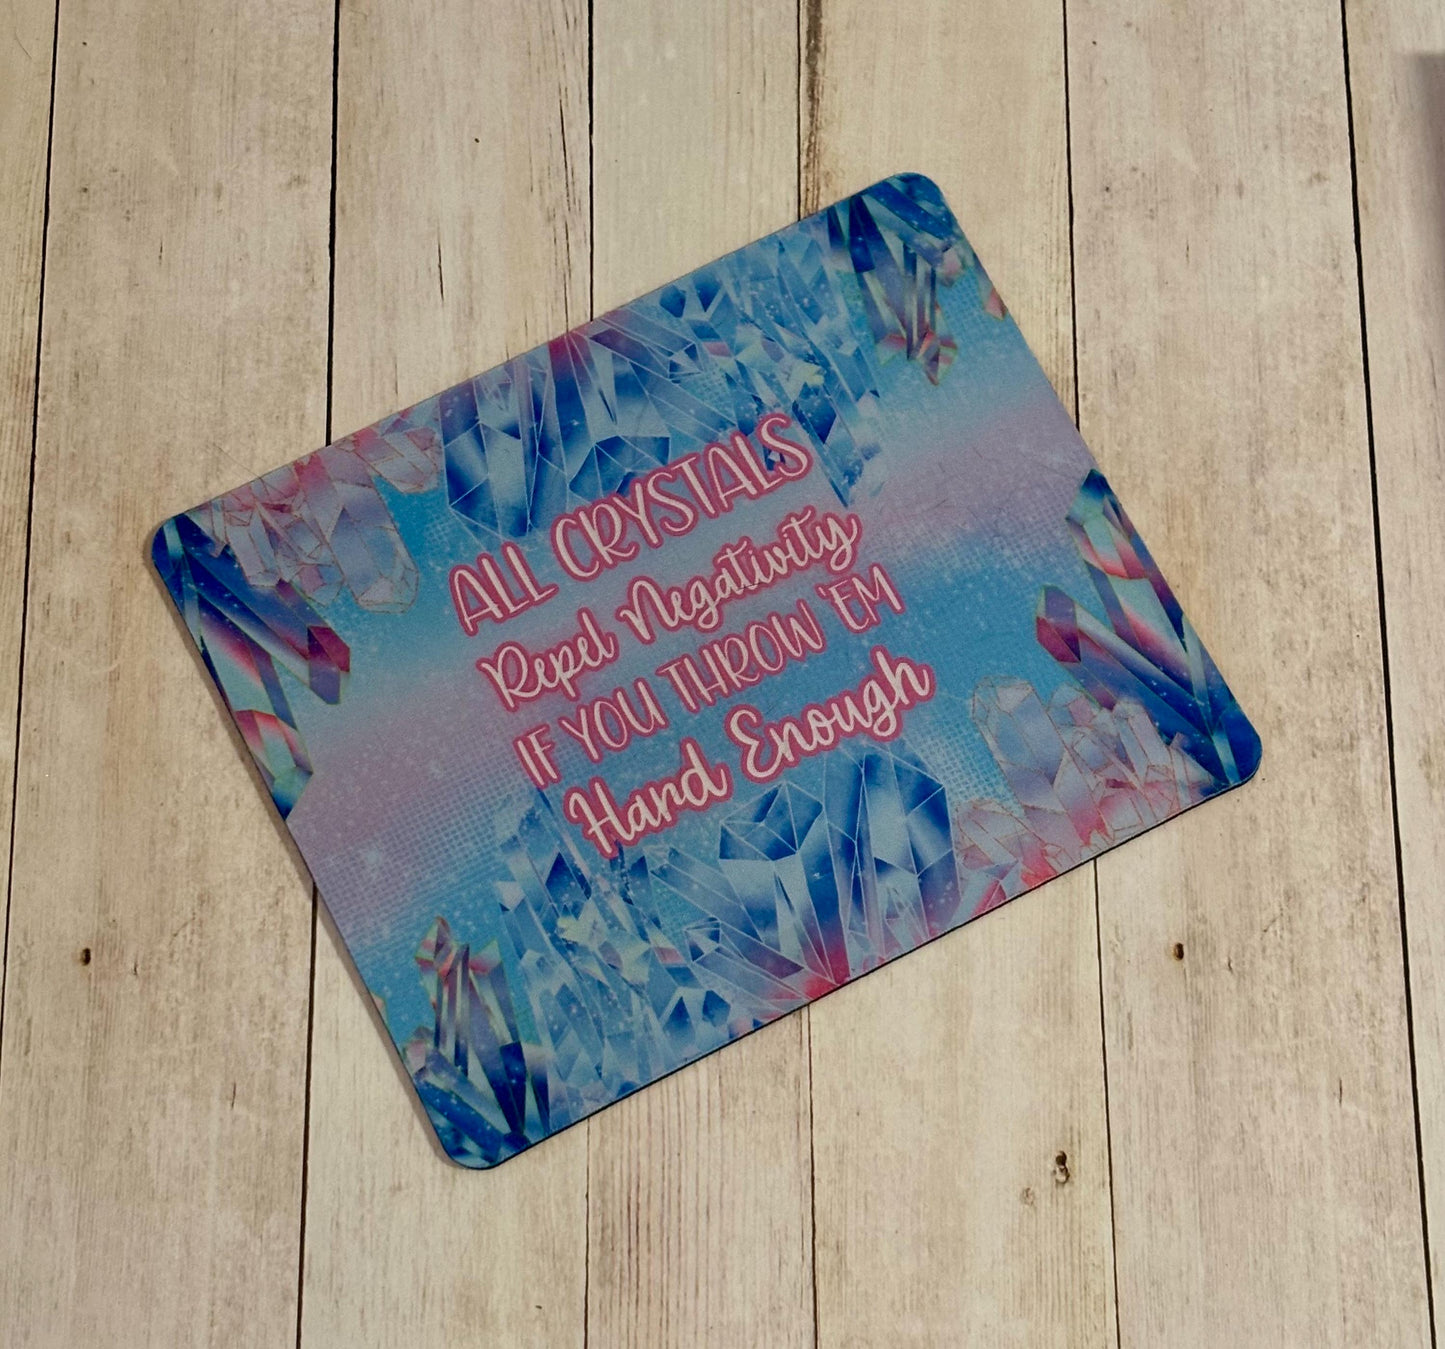 ALL CRYSTALS
Repel Negativity
IF YOU THROW 'EM
Hard Enough